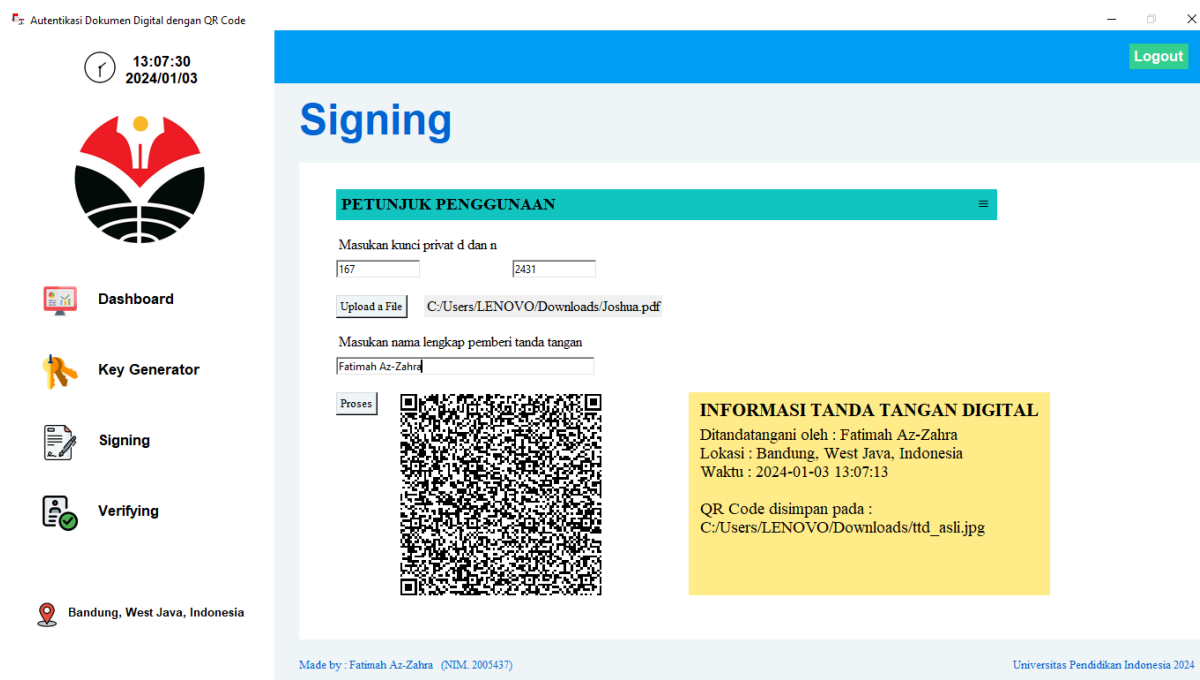 Autentikasi Dokumen Digital dengan QR Code
13:07:30
2024/01/03
Logout
Signing
PETUNJUK PENGGUNAAN
Masukan kunci privat d dan n
167
2431
Upload a File
C:/Users/LENOVO/Downloads/Joshua.pdf
Masukan nama lengkap pemberi tanda tangan
Fatimah Az-Zahra
Proses
INFORMASI TANDA TANGAN DIGITAL
Ditandatangani oleh : Fatimah Az-Zahra
Lokasi : Bandung, West Java, Indonesia
Waktu : 2024-01-03 13:07:13
QR Code disimpan pada :
C:/Users/LENOVO/Downloads/ttd_asli.jpg
Dashboard
Key Generator
Signing
Verifying
Bandung, West Java, Indonesia
Made by : Fatimah Az-Zahra (NIM. 2005437)
Universitas Pendidikan Indonesia 2024